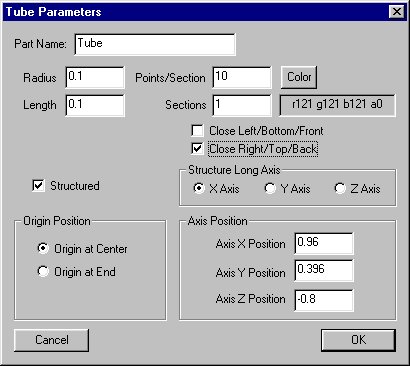 Tube Parameters
Part Name: Tube
Radius 0.1 Points/Section 10 Color
Length 0.1 Sections 1 r121 g121 b121 a0
Close Left/Bottom/Front
Close Right/Top/Back
Structured
Structure Long Axis
X Axis Y Axis Z Axis
Origin Position
Origin at Center
Origin at End
Axis Position
Axis X Position 0.96
Axis Y Position 0.396
Axis Z Position -0.8
Cancel OK